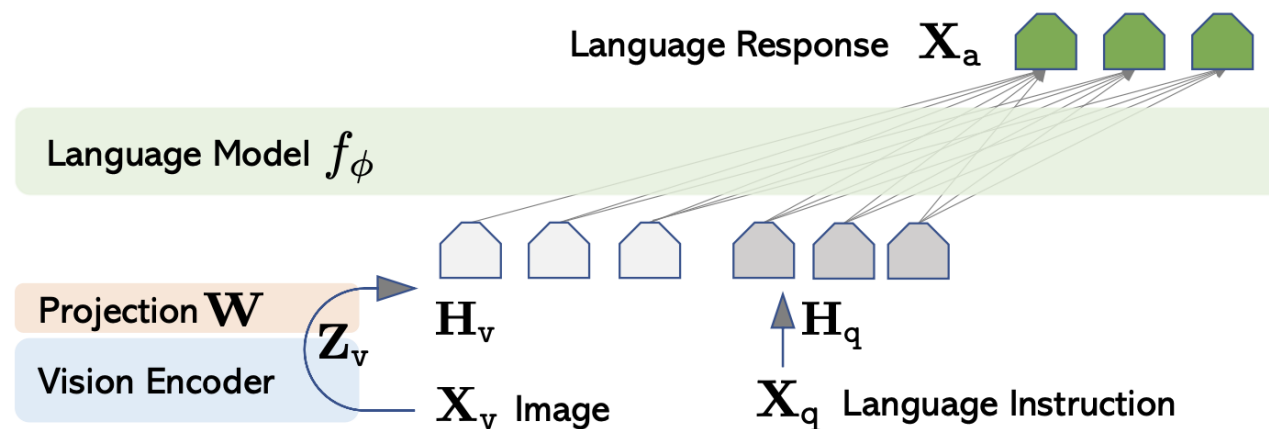 Language Response X_a
Language Model f_ϕ
Projection W
Z_v
H_v
H_q
Vision Encoder
X_v Image
X_q Language Instruction